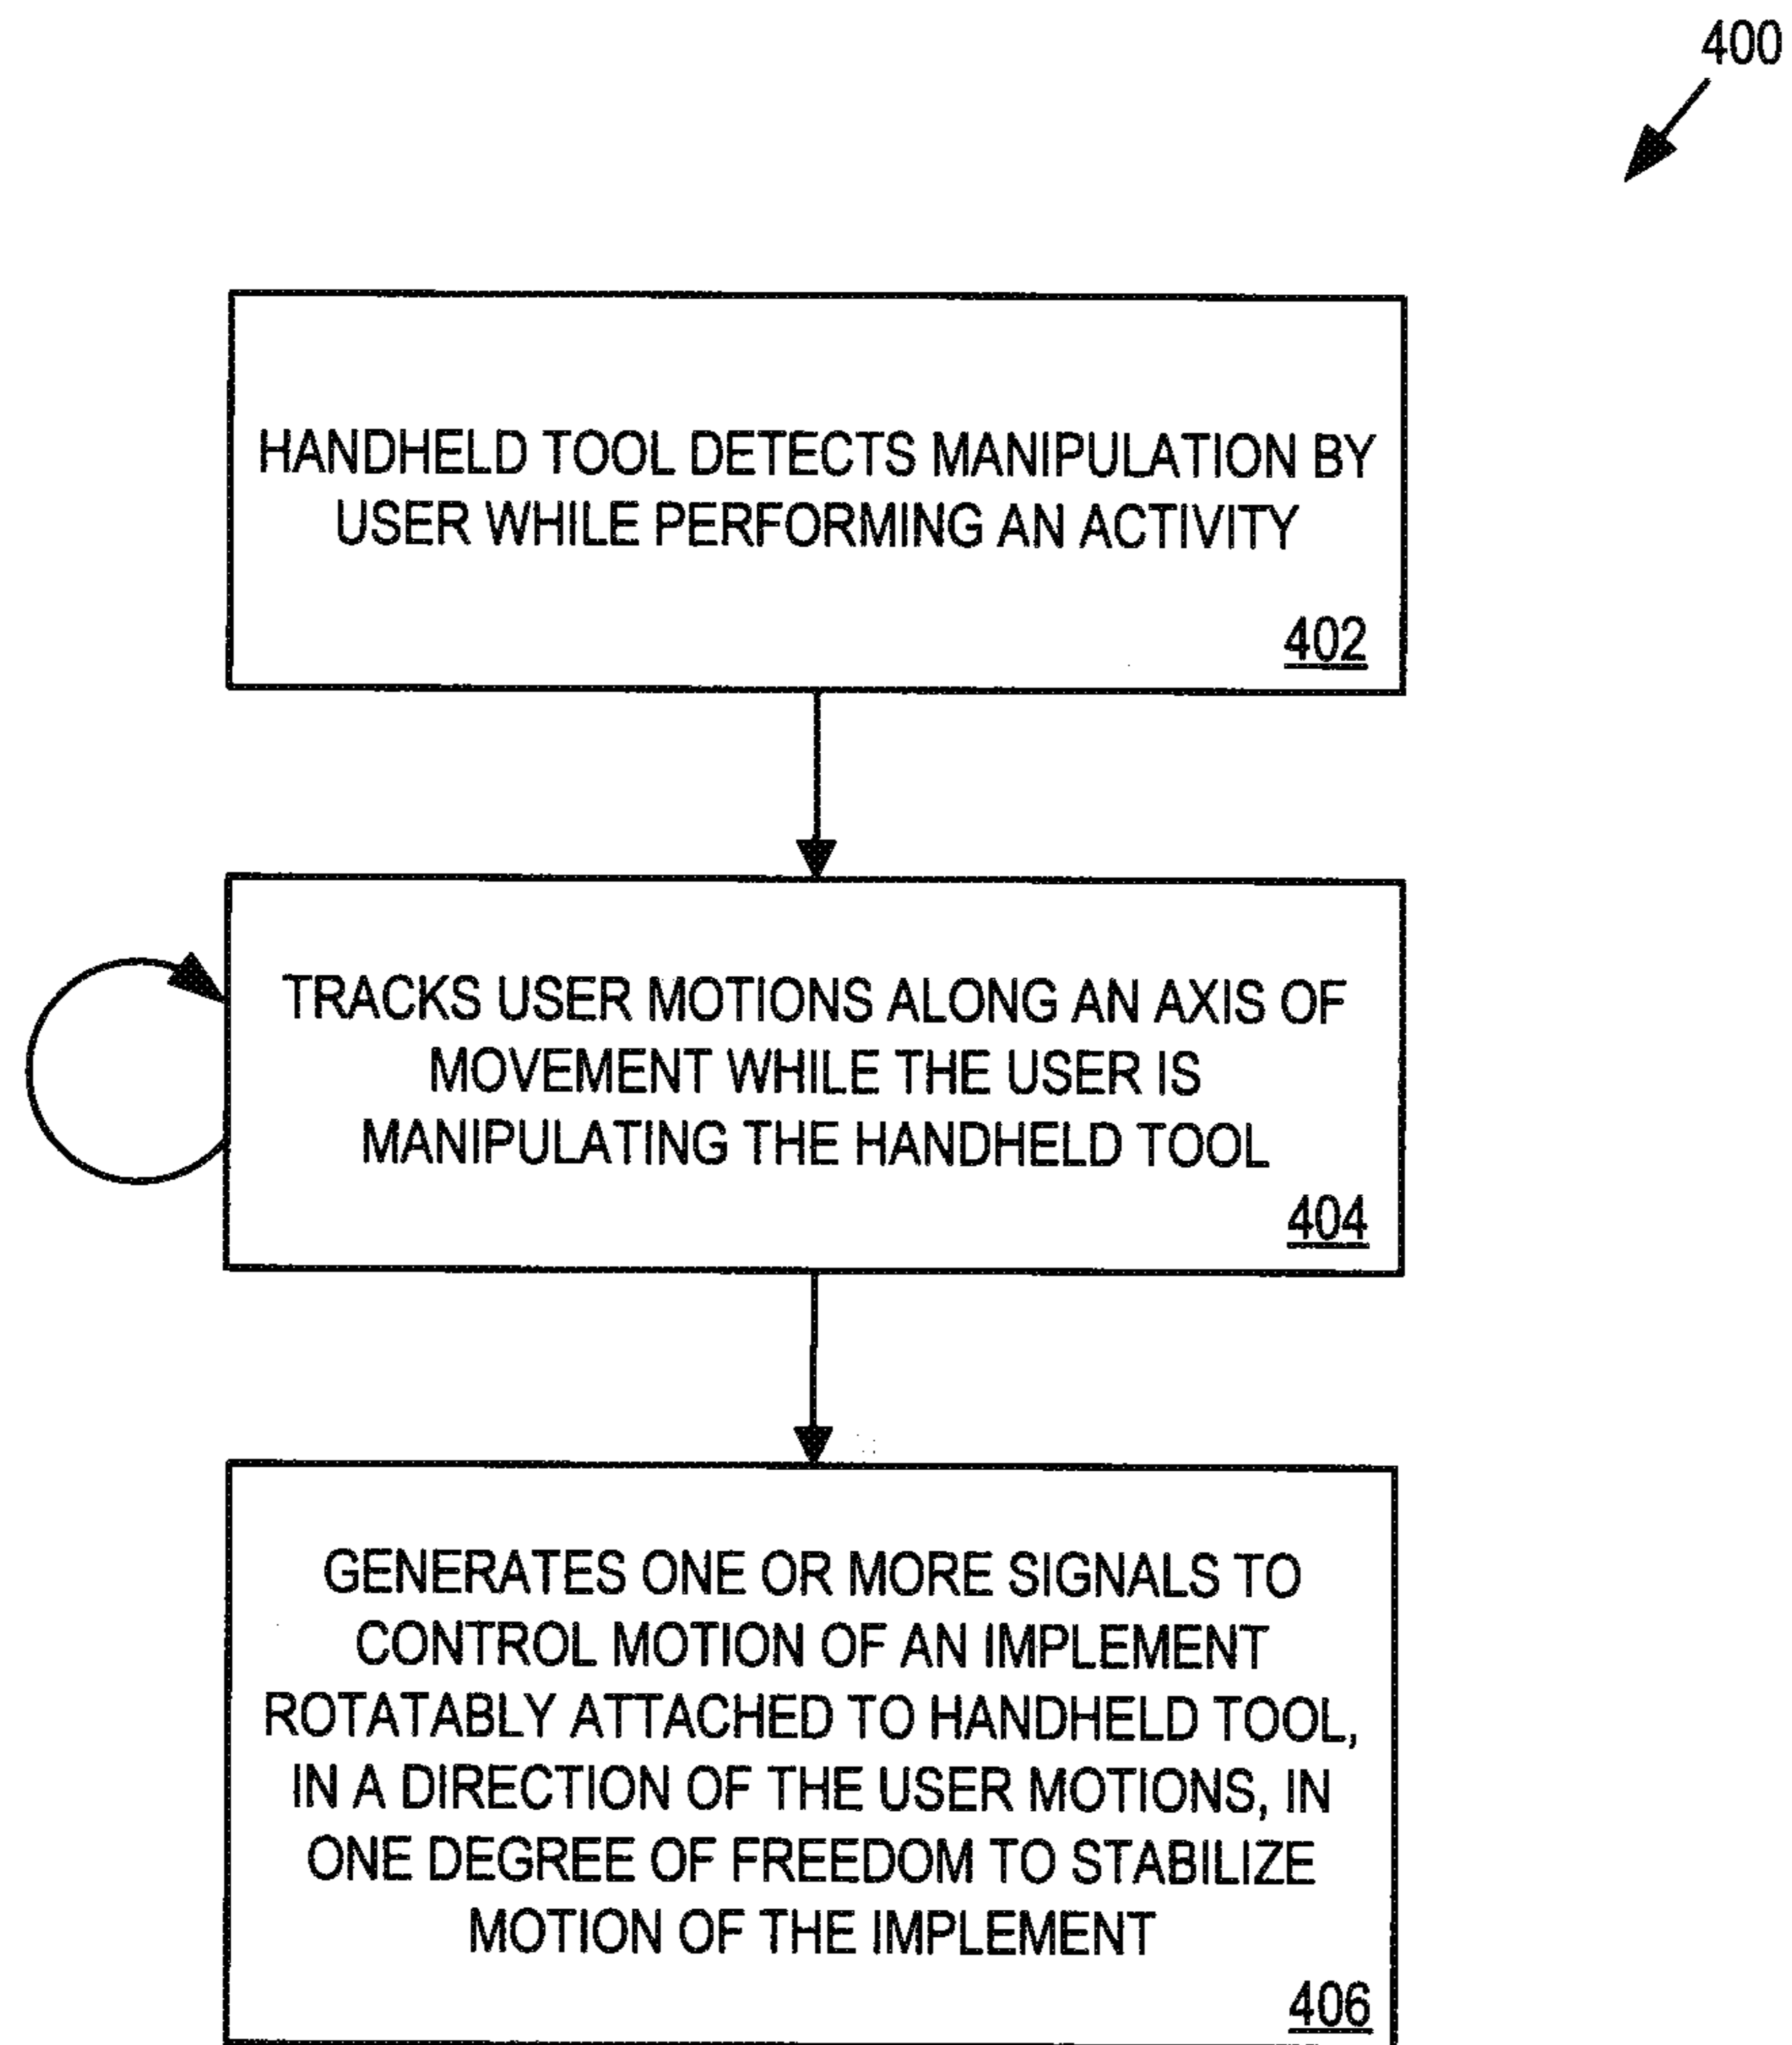 400
HANDHELD TOOL DETECTS MANIPULATION BY
USER WHILE PERFORMING AN ACTIVITY
402
TRACKS USER MOTIONS ALONG AN AXIS OF
MOVEMENT WHILE THE USER IS
MANIPULATING THE HANDHELD TOOL
404
GENERATES ONE OR MORE SIGNALS TO
CONTROL MOTION OF AN IMPLEMENT
ROTATABLY ATTACHED TO HANDHELD TOOL,
IN A DIRECTION OF THE USER MOTIONS, IN
ONE DEGREE OF FREEDOM TO STABILIZE
MOTION OF THE IMPLEMENT
406